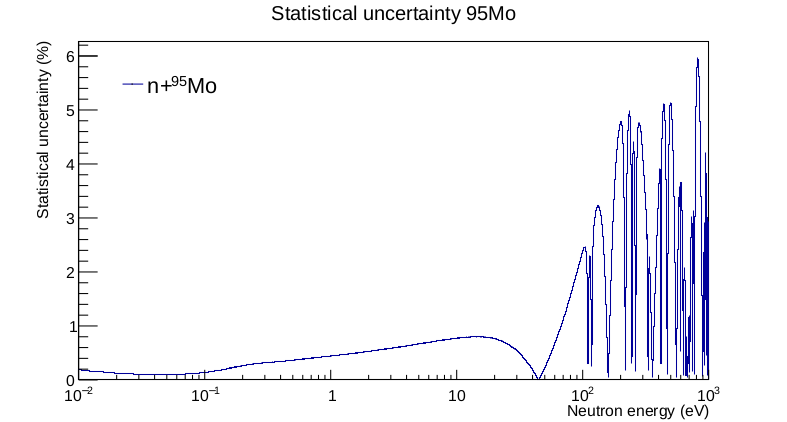 Statistical uncertainty 95Mo
Statistical uncertainty (%)
n+⁹⁵Mo
6
5
4
3
2
1
0
10⁻² 10⁻¹ 1 10 10² 10³
Neutron energy (eV)